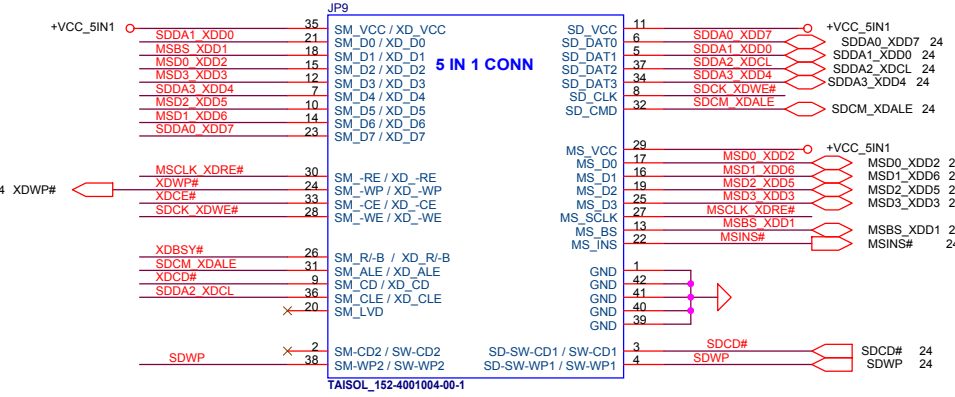 JP9
5 IN 1 CONN
+VCC_5IN1 35 SM_VCC / XD_VCC
SDDA1_XDD0 21 SM_D0 / XD_D0
MSBS_XDD1 18 SM_D1 / XD_D1
MSD0_XDD2 15 SM_D2 / XD_D2
MSD3_XDD3 12 SM_D3 / XD_D3
SDDA3_XDD4 7 SM_D4 / XD_D4
MSD2_XDD5 10 SM_D5 / XD_D5
MSD1_XDD6 14 SM_D6 / XD_D6
SDDA0_XDD7 23 SM_D7 / XD_D7
MSCLK_XDRE# 30 SM_-RE / XD_-RE
4 XDWP# XDWP# 24 SM_-WP / XD_-WP
XDCE# 33 SM_-CE / XD_-CE
SDCK_XDWE# 28 SM_-WE / XD_-WE
XDBSY# 26 SM_R/-B / XD_R/-B
SDCM_XDALE 31 SM_ALE / XD_ALE
XDCD# 9 SM_CD / XD_CD
SDDA2_XDCL 36 SM_CLE / XD_CLE
20 SM_LVD
2 SM-CD2 / SW-CD2
SDWP 38 SM-WP2 / SW-WP2
SD_VCC 11 +VCC_5IN1
SD_DAT0 6 SDDA0_XDD7 SDDA0_XDD7 24
SD_DAT1 5 SDDA1_XDD0 SDDA1_XDD0 24
SD_DAT2 37 SDDA2_XDCL SDDA2_XDCL 24
SD_DAT3 34 SDDA3_XDD4 SDDA3_XDD4 24
SD_CLK 8 SDCK_XDWE#
SD_CMD 32 SDCM_XDALE SDCM_XDALE 24
MS_VCC 29 +VCC_5IN1
MS_D0 17 MSD0_XDD2 MSD0_XDD2 2
MS_D1 16 MSD1_XDD6 MSD1_XDD6 2
MS_D2 19 MSD2_XDD5 MSD2_XDD5 2
MS_D3 25 MSD3_XDD3 MSD3_XDD3 2
MS_SCLK 27 MSCLK_XDRE#
MS_BS 13 MSBS_XDD1 MSBS_XDD1 2
MS_INS 22 MSINS# MSINS# 24
GND 1
GND 42
GND 41
GND 40
GND 39
SD-SW-CD1 / SW-CD1 3 SDCD# SDCD# 24
SD-SW-WP1 / SW-WP1 4 SDWP SDWP 24
TAISOL_152-4001004-00-1